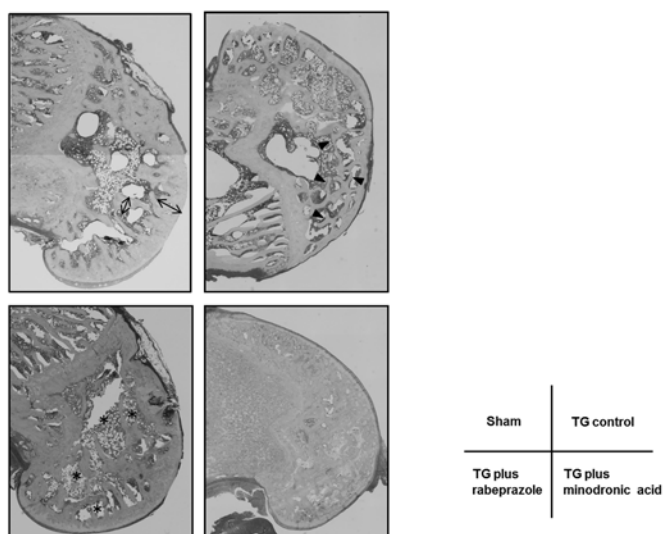 Sham
TG control
TG plus
rabeprazole
TG plus
minodronic acid